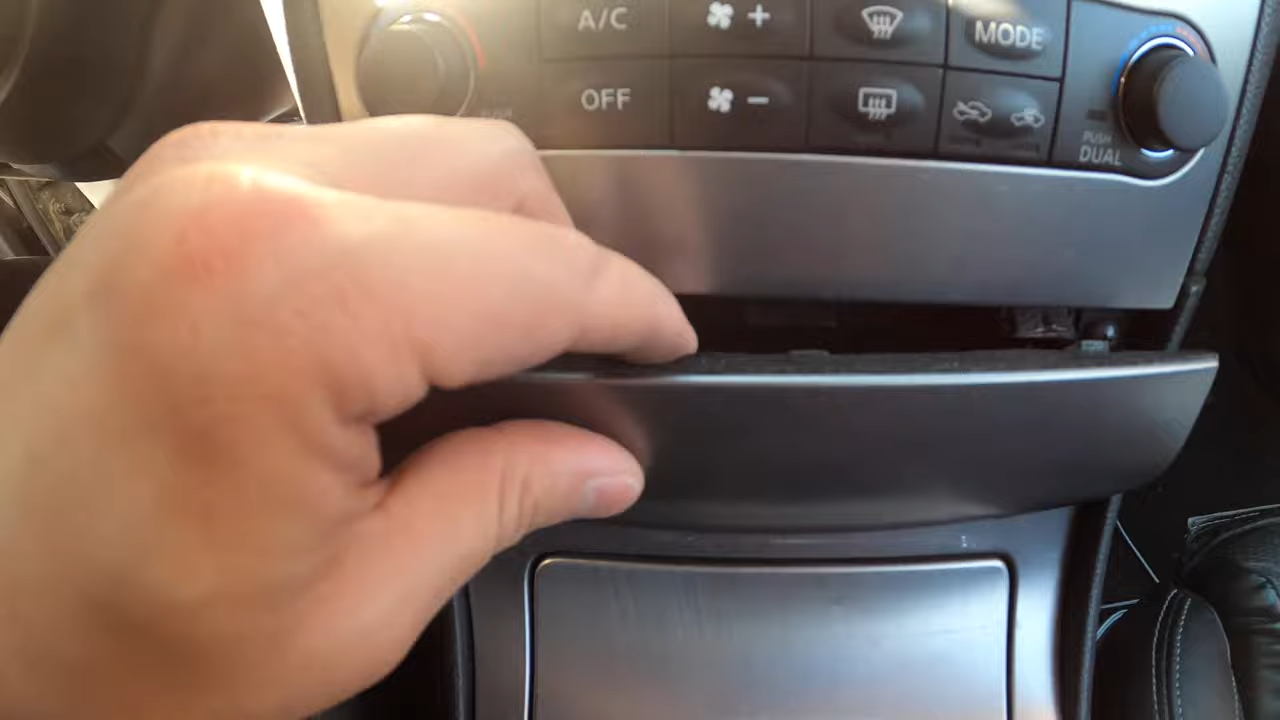 A/C
+
MODE
OFF
−
PUSH
DUAL